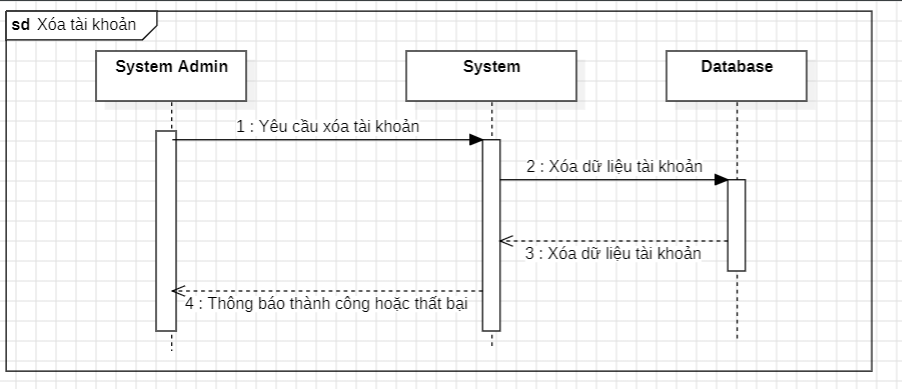 sd Xóa tài khoản
System Admin
System
Database
1 : Yêu cầu xóa tài khoản
2 : Xóa dữ liệu tài khoản
3 : Xóa dữ liệu tài khoản
4 : Thông báo thành công hoặc thất bại